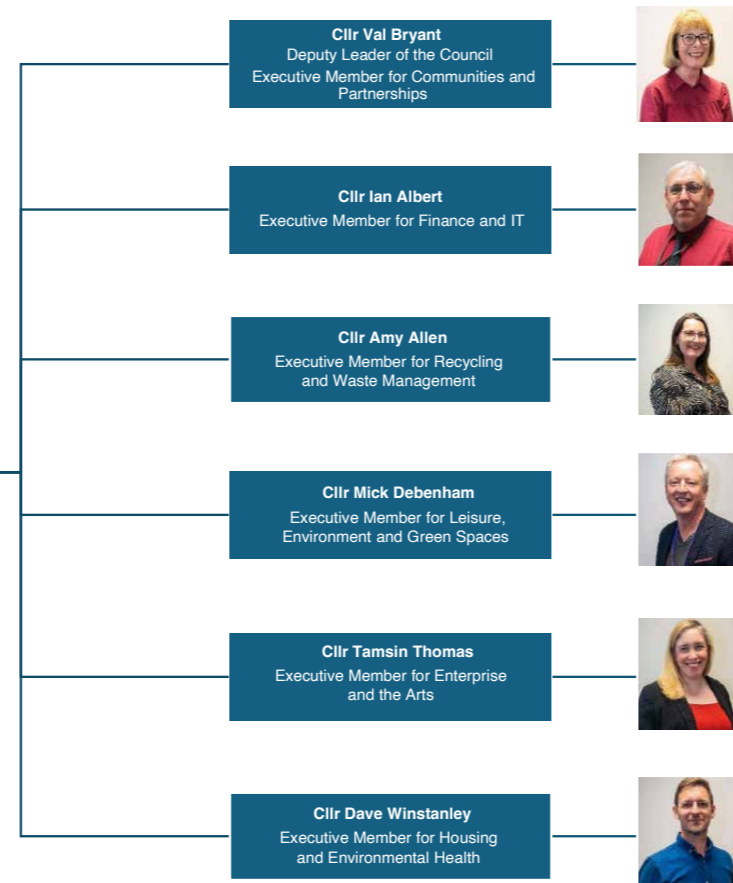 Cllr Val Bryant
Deputy Leader of the Council
Executive Member for Communities and
Partnerships
Cllr Ian Albert
Executive Member for Finance and IT
Cllr Amy Allen
Executive Member for Recycling
and Waste Management
Cllr Mick Debenham
Executive Member for Leisure,
Environment and Green Spaces
Cllr Tamsin Thomas
Executive Member for Enterprise
and the Arts
Cllr Dave Winstanley
Executive Member for Housing
and Environmental Health